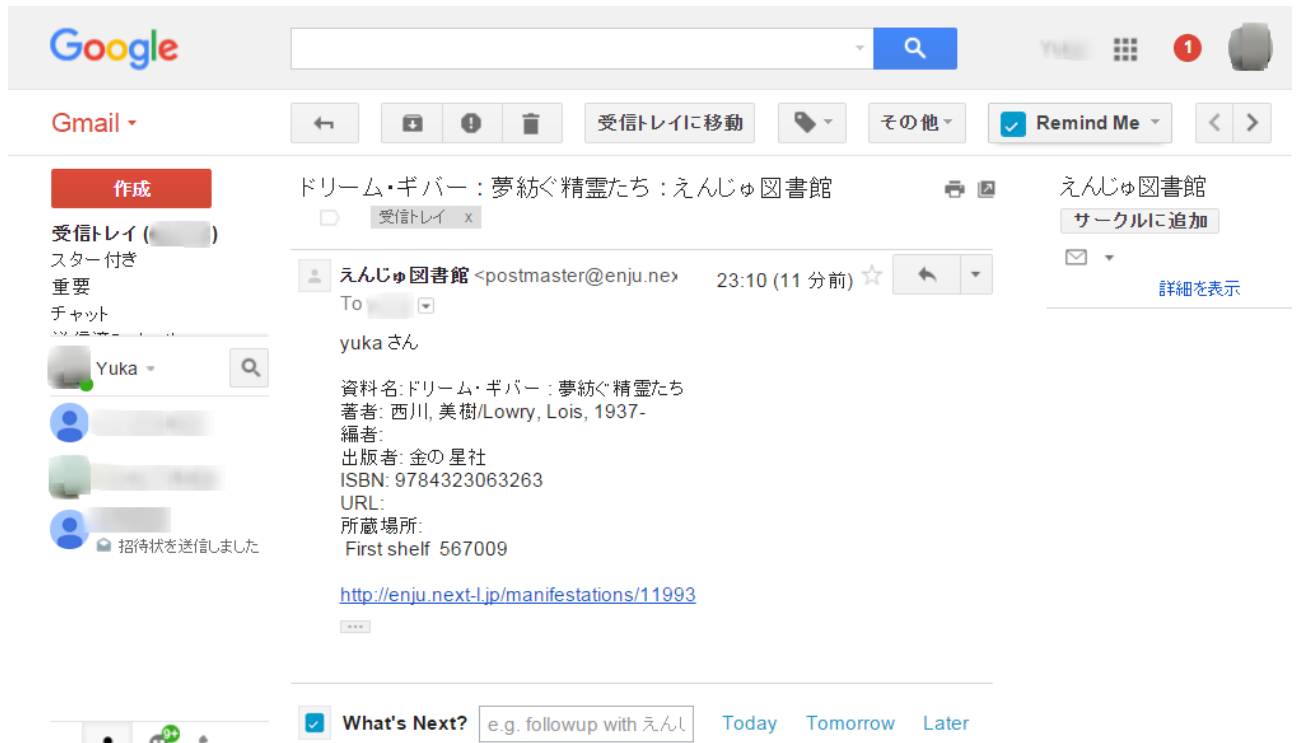 Google
1
Gmail
受信トレイに移動
その他
Remind Me
作成
受信トレイ ( )
スター付き
重要
チャット
Yuka
招待状を送信しました
ドリーム・ギバー : 夢紡ぐ精霊たち : えんじゅ図書館
受信トレイ x
えんじゅ図書館 <postmaster@enju.nex
23:10 (11 分前)
To
yuka さん
資料名:ドリーム・ギバー : 夢紡ぐ精霊たち
著者: 西川, 美樹/Lowry, Lois, 1937-
編者:
出版者: 金の星社
ISBN: 9784323063263
URL:
所蔵場所:
First shelf 567009
http://enju.next-l.jp/manifestations/11993
What's Next?
e.g. followup with えんし
Today Tomorrow Later
えんじゅ図書館
サークルに追加
詳細を表示
9+